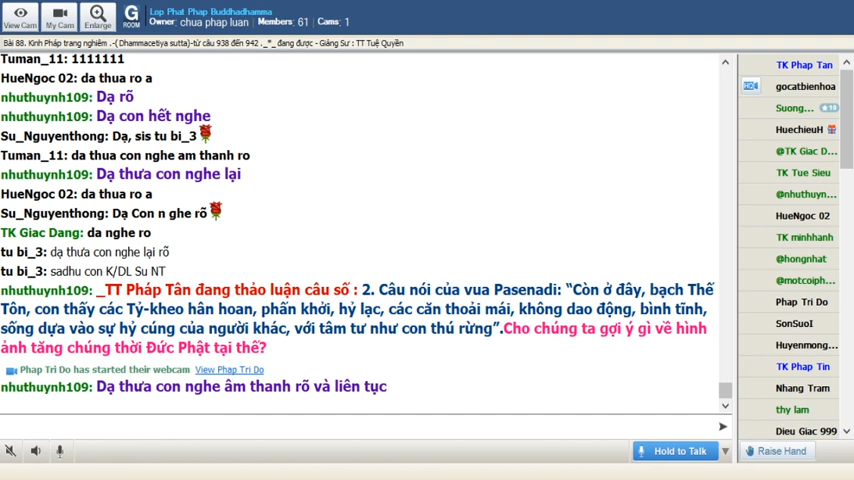 View Cam
My Cam
Enlarge
G
ROOM
Lop Phat Phap Buddhadhamma
Owner: chua phap luan Members: 61 Cams: 1
Bài 88. Kinh Pháp trang nghiêm .-( Dhammacetiya sutta)-từ câu 938 đến 942 ._*_ đang được - Giảng Sư : TT Tuệ Quyền
Tuman_11: 1111111
HueNgoc 02: da thua ro a
nhuthuynh109: Dạ rõ
nhuthuynh109: Dạ con hết nghe
Su_Nguyenthong: Dạ, sis tu bi_3
Tuman_11: da thua con nghe am thanh ro
nhuthuynh109: Dạ thưa con nghe lại
HueNgoc 02: da thua ro a
Su_Nguyenthong: Dạ Con n ghe rõ
TK Giac Dang: da nghe ro
tu bi_3: dạ thưa con nghe lại rõ
tu bi_3: sadhu con K/DL Su NT
nhuthuynh109: _TT Pháp Tân đang thảo luận câu số : 2. Câu nói của vua Pasenadi: “Còn ở đây, bạch Thế
Tôn, con thấy các Tỷ-kheo hân hoan, phấn khởi, hỷ lạc, các căn thoải mái, không dao động, bình tĩnh,
sống dựa vào sự hỷ cúng của người khác, với tâm tư như con thú rừng”.Cho chúng ta gợi ý gì về hình
ảnh tăng chúng thời Đức Phật tại thế?
Phap Tri Do has started their webcam View Phap Tri Do
nhuthuynh109: Dạ thưa con nghe âm thanh rõ và liên tục
Hold to Talk
TK Phap Tan
HD
gocatbienhoa
Suong...
+18
HuechieuH
@TK Giac D...
TK Tue Sieu
@nhuthuyn...
HueNgoc 02
TK minhhanh
@hongnhat
@motcoiph...
Phap Tri Do
SonSuoI
Huyenmong...
TK Phap Tin
Nhang Tram
thy lam
Dieu Giac 999
Raise Hand